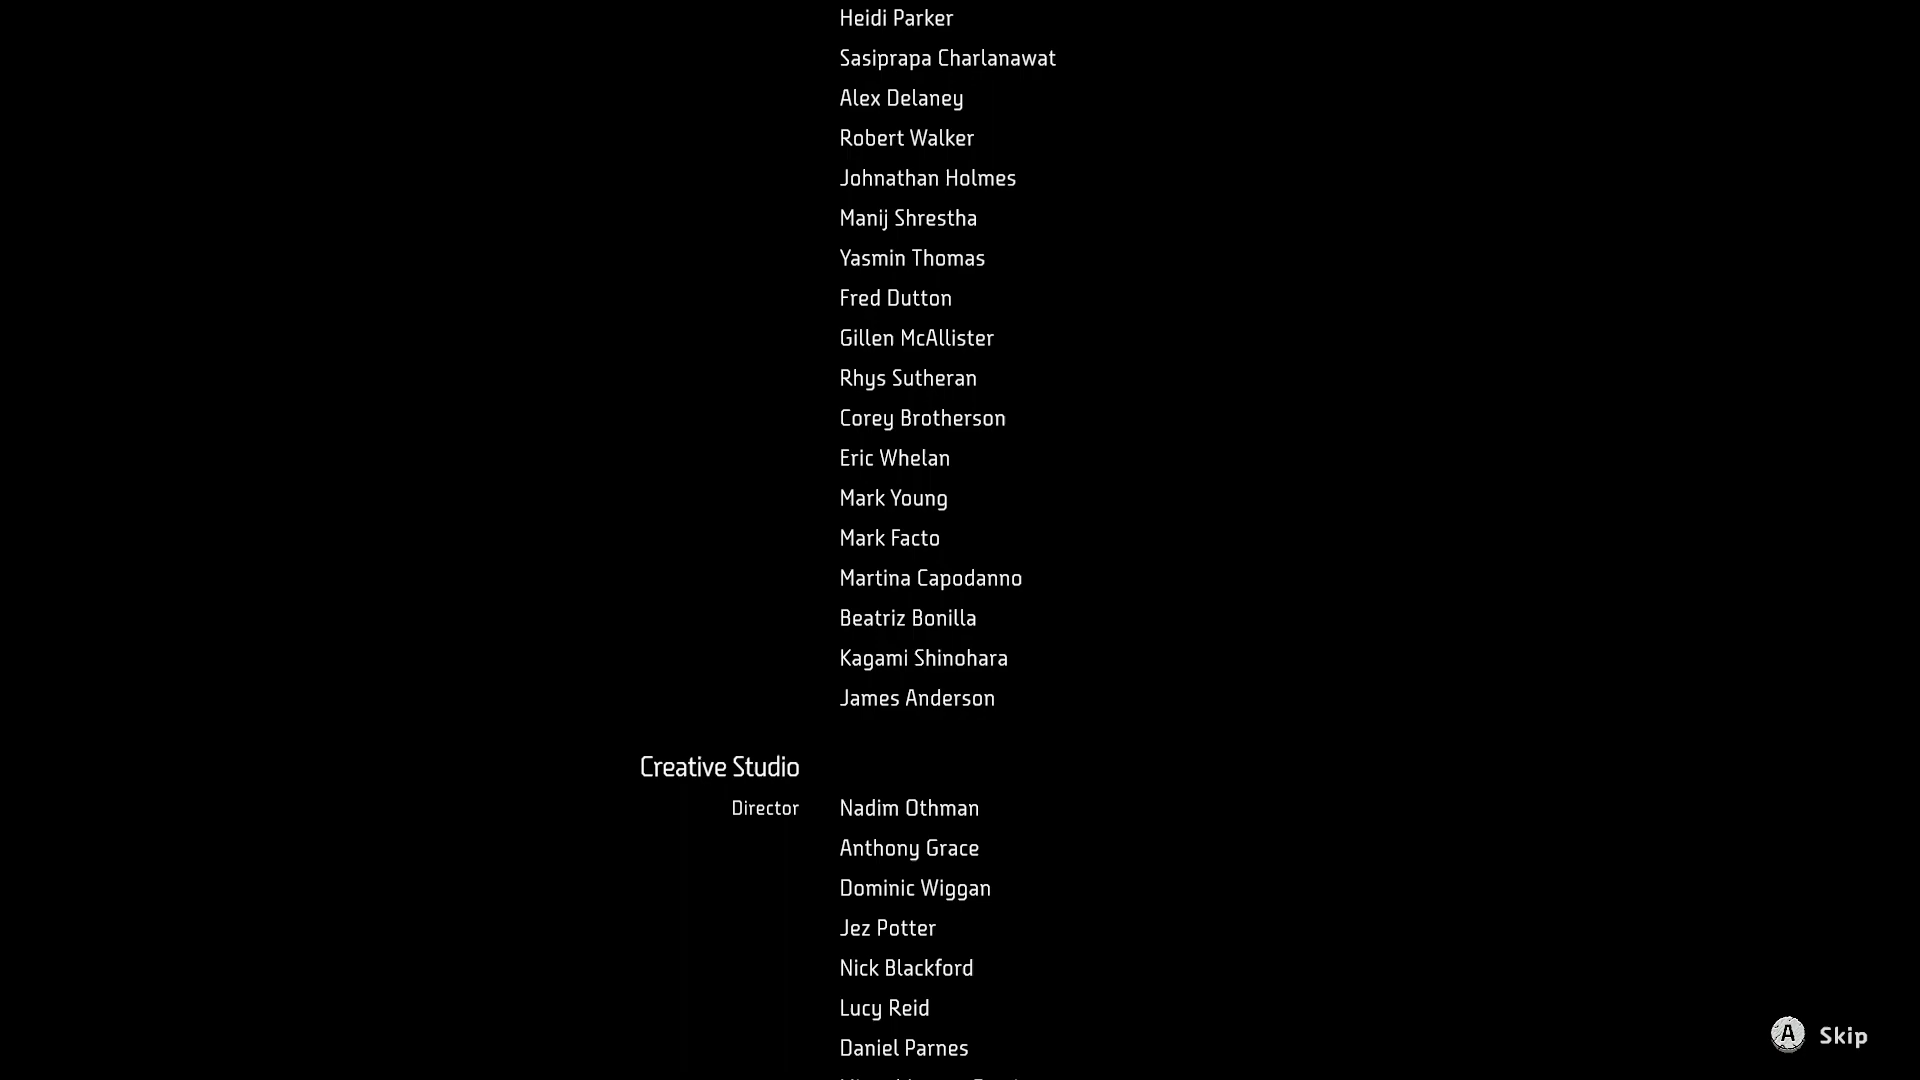 Heidi Parker
Sasiprapa Charlanawat
Alex Delaney
Robert Walker
Johnathan Holmes
Manij Shrestha
Yasmin Thomas
Fred Dutton
Gillen McAllister
Rhys Sutheran
Corey Brotherson
Eric Whelan
Mark Young
Mark Facto
Martina Capodanno
Beatriz Bonilla
Kagami Shinohara
James Anderson
Creative Studio
Director Nadim Othman
Anthony Grace
Dominic Wiggan
Jez Potter
Nick Blackford
Lucy Reid
Daniel Parnes
A Skip